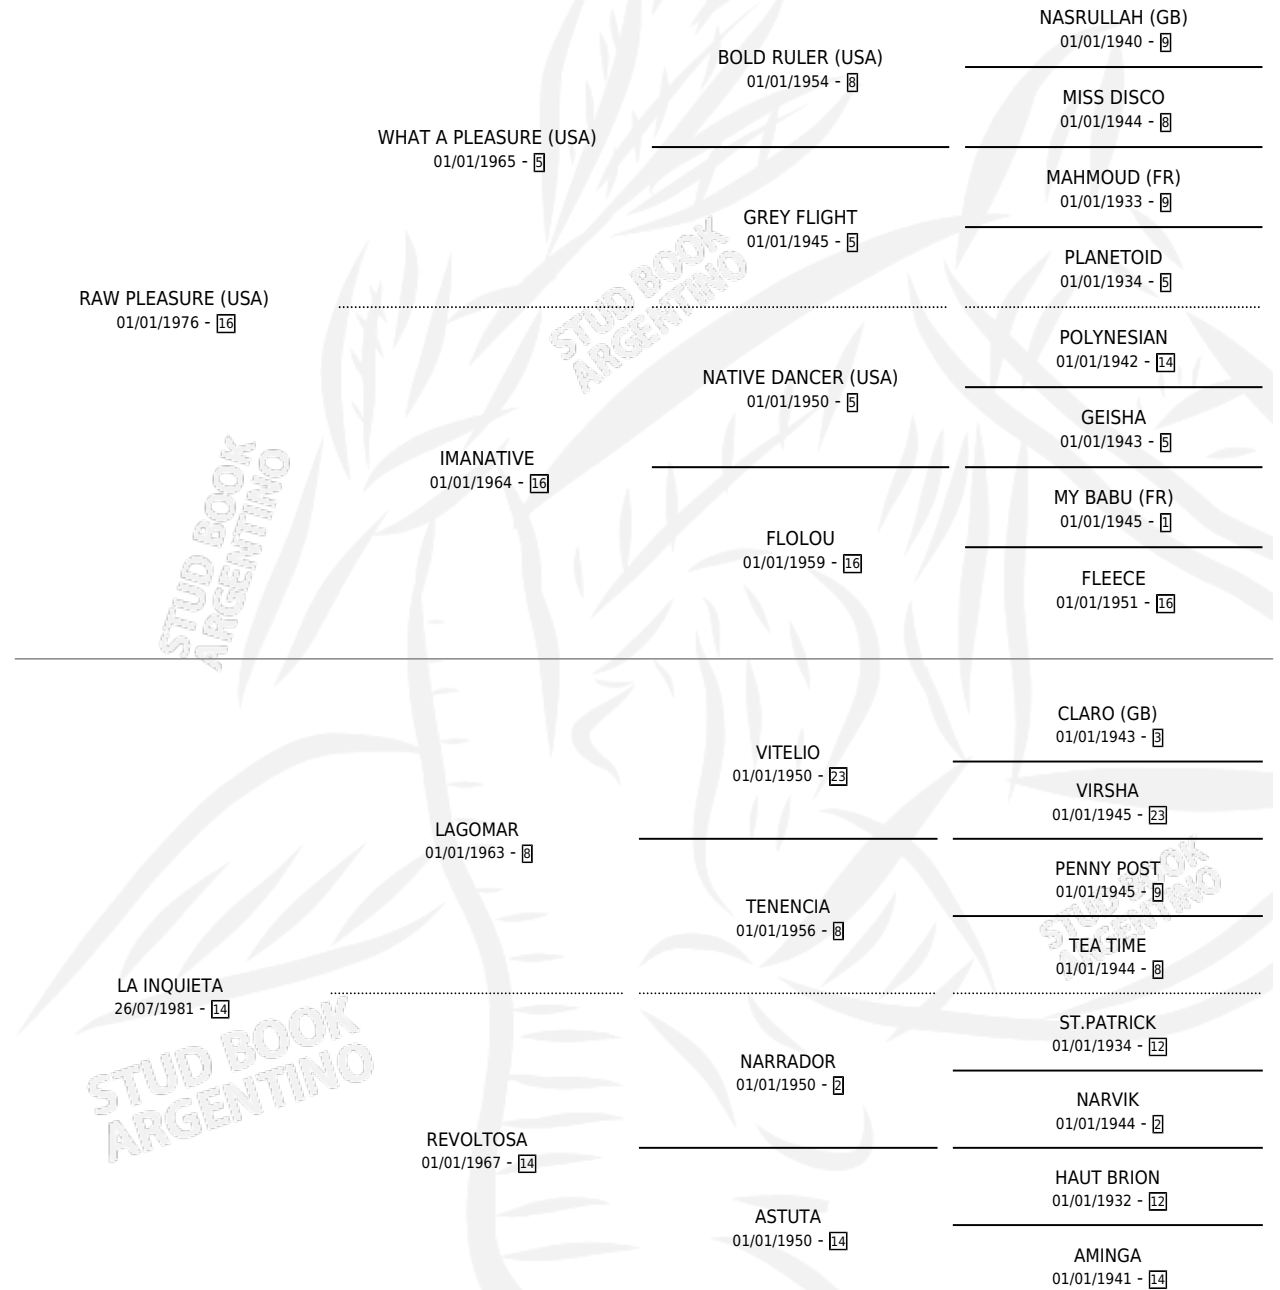 NASRULLAH (GB)
01/01/1940 - 9
BOLD RULER (USA)
01/01/1954 - 8
MISS DISCO
01/01/1944 - 8
WHAT A PLEASURE (USA)
01/01/1965 - 5
MAHMOUD (FR)
01/01/1933 - 9
GREY FLIGHT
01/01/1945 - 5
PLANETOID
01/01/1934 - 5
RAW PLEASURE (USA)
01/01/1976 - 16
STUD BOOK
ARGENTINO
POLYNESIAN
01/01/1942 - 14
NATIVE DANCER (USA)
01/01/1950 - 5
GEISHA
01/01/1943 - 5
IMANATIVE
01/01/1964 - 16
MY BABU (FR)
01/01/1945 - 1
FLOLOU
01/01/1959 - 16
FLEECE
01/01/1951 - 16
STUD BOOK
ARGENTINO
CLARO (GB)
01/01/1943 - 3
VITELIO
01/01/1950 - 23
VIRSHA
01/01/1945 - 23
LAGOMAR
01/01/1963 - 8
PENNY POST
01/01/1945 - 9
TENENCIA
01/01/1956 - 8
TEA TIME
01/01/1944 - 8
STUD BOOK
ARGENTINO
LA INQUIETA
26/07/1981 - 14
ST.PATRICK
01/01/1934 - 12
NARRADOR
01/01/1950 - 2
NARVIK
01/01/1944 - 2
STUD BOOK
ARGENTINO
REVOLTOSA
01/01/1967 - 14
HAUT BRION
01/01/1932 - 12
ASTUTA
01/01/1950 - 14
AMINGA
01/01/1941 - 14